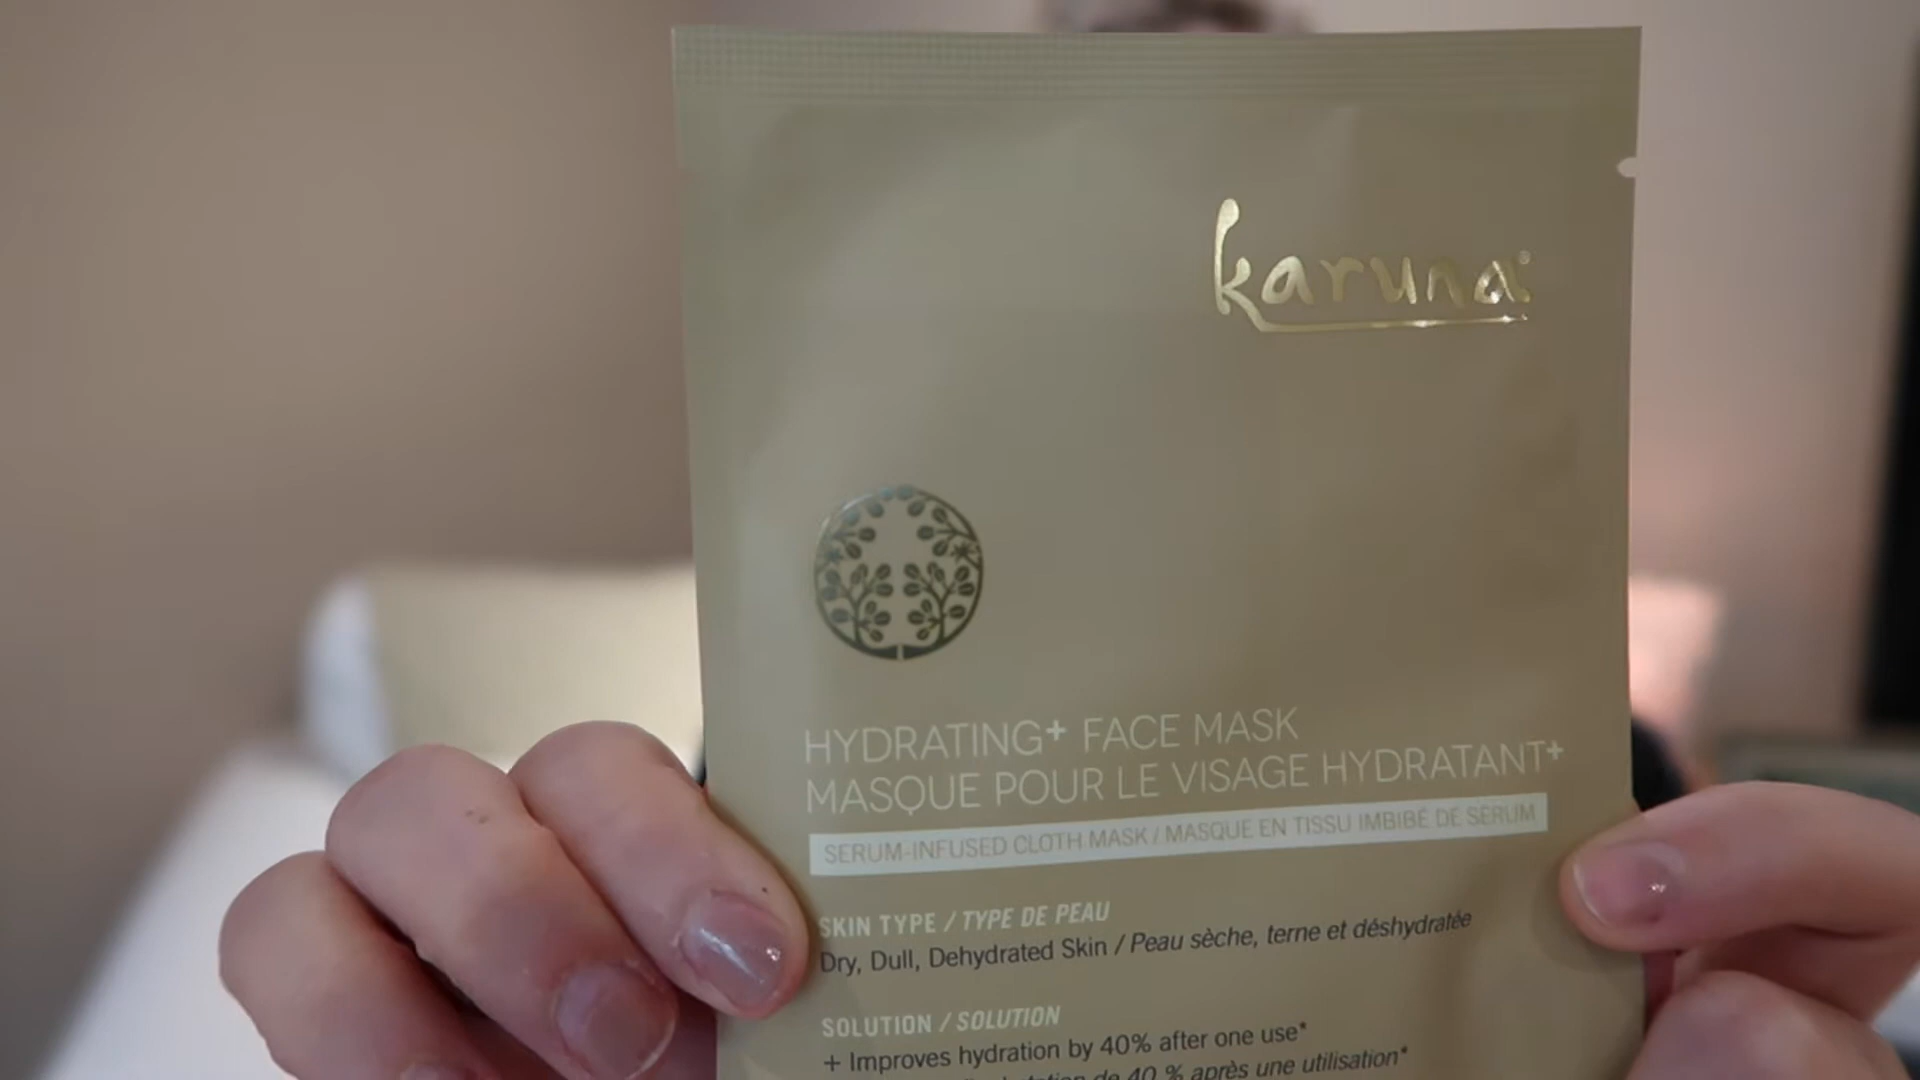 karuna
HYDRATING+ FACE MASK
MASQUE POUR LE VISAGE HYDRATANT+
SERUM-INFUSED CLOTH MASK / MASQUE EN TISSU IMBIBÉ DE SÉRUM
SKIN TYPE / TYPE DE PEAU
Dry, Dull, Dehydrated Skin / Peau sèche, terne et déshydratée
SOLUTION / SOLUTION
+ Improves hydration by 40% after one use*
de 40 % après une utilisation*